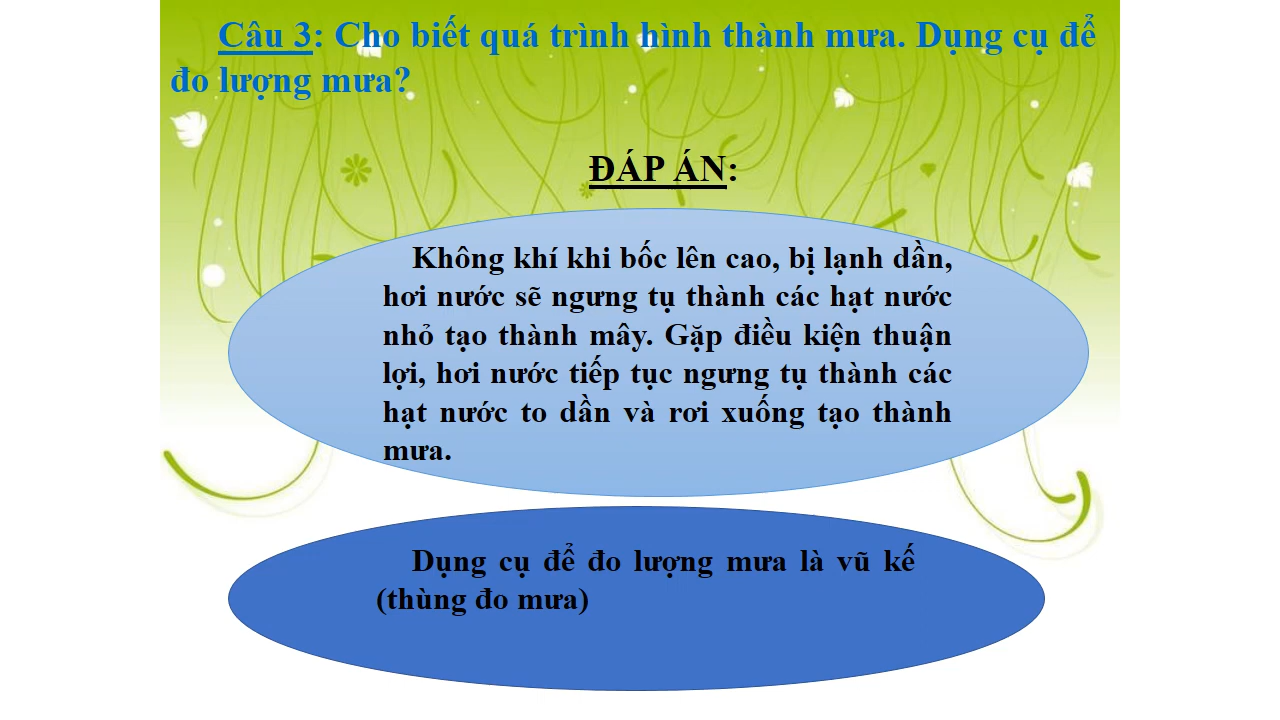 Câu 3: Cho biết quá trình hình thành mưa. Dụng cụ để
đo lượng mưa?
ĐÁP ÁN:
Không khí khi bốc lên cao, bị lạnh dần,
hơi nước sẽ ngưng tụ thành các hạt nước
nhỏ tạo thành mây. Gặp điều kiện thuận
lợi, hơi nước tiếp tục ngưng tụ thành các
hạt nước to dần và rơi xuống tạo thành
mưa.
Dụng cụ để đo lượng mưa là vũ kế
(thùng đo mưa)